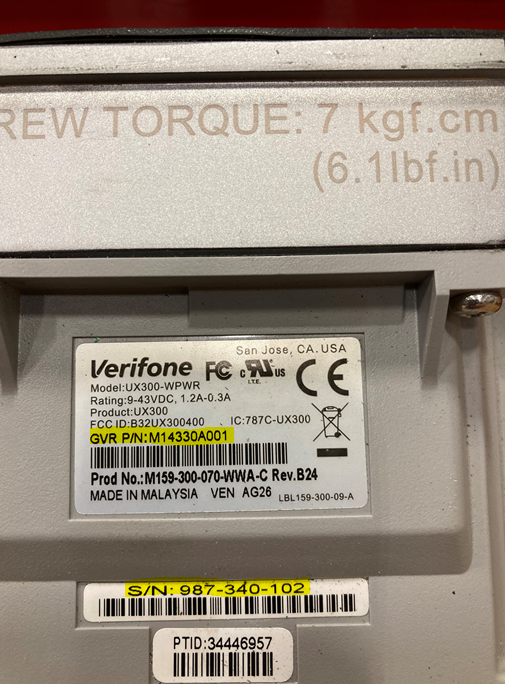 REW TORQUE: 7 kgf.cm
(6.1lbf.in)
San Jose, CA. USA
Verifone FC c UL US CE
I.T.E.
Model:UX300-WPWR
Rating:9-43VDC, 1.2A-0.3A
Product:UX300
FCC ID:B32UX300400 IC:787C-UX300
GVR P/N:M14330A001
Prod No.:M159-300-070-WWA-C Rev.B24
MADE IN MALAYSIA VEN AG26 LBL159-300-09-A
S/N: 987-340-102
PTID:34446957